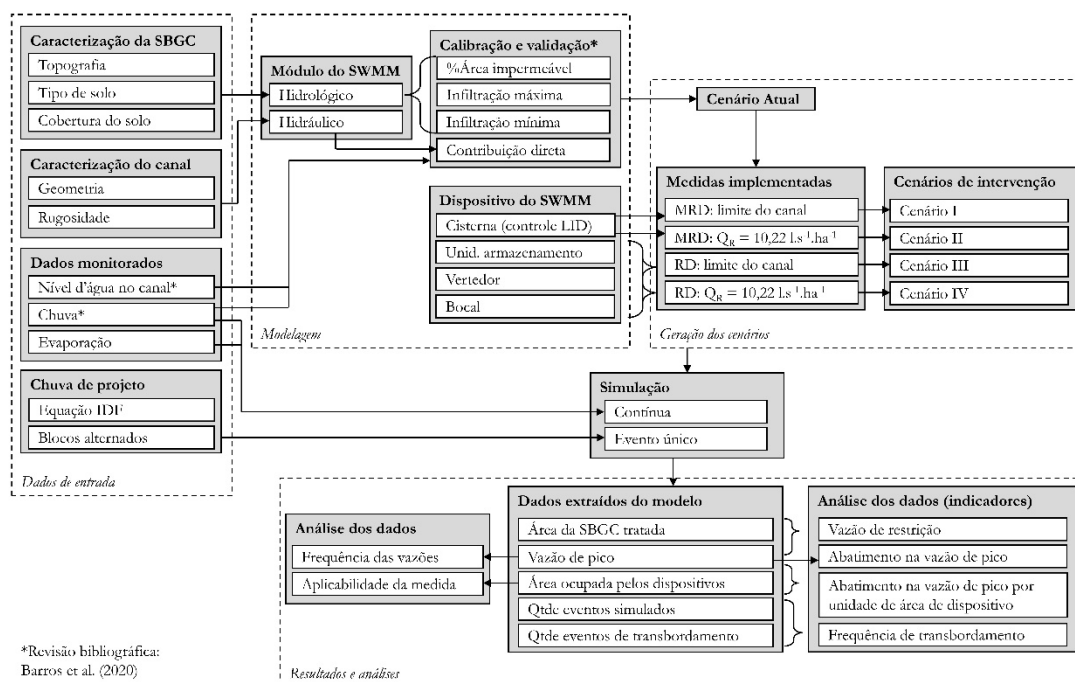 Caracterização da SBGC
Topografia
Tipo de solo
Cobertura do solo
Caracterização do canal
Geometria
Rugosidade
Dados monitorados
Nível d'água no canal*
Chuva*
Evaporação
Chuva de projeto
Equação IDF
Blocos alternados
Dados de entrada
Módulo do SWMM
Hidrológico
Hidráulico
Calibração e validação*
%Área impermeável
Infiltração máxima
Infiltração mínima
Contribuição direta
Dispositivo do SWMM
Cisterna (controle LID)
Unid. armazenamento
Vertedor
Bocal
Modelagem
Cenário Atual
Medidas implementadas
MRD: limite do canal
MRD: Q_R = 10,22 l.s⁻¹.ha⁻¹
RD: limite do canal
RD: Q_R = 10,22 l.s⁻¹.ha⁻¹
Cenários de intervenção
Cenário I
Cenário II
Cenário III
Cenário IV
Geração dos cenários
Simulação
Contínua
Evento único
Análise dos dados
Frequência das vazões
Aplicabilidade da medida
Dados extraídos do modelo
Área da SBGC tratada
Vazão de pico
Área ocupada pelos dispositivos
Qtde eventos simulados
Qtde eventos de transbordamento
Análise dos dados (indicadores)
Vazão de restrição
Abatimento na vazão de pico
Abatimento na vazão de pico por
unidade de área de dispositivo
Frequência de transbordamento
Resultados e análises
*Revisão bibliográfica:
Barros et al. (2020)